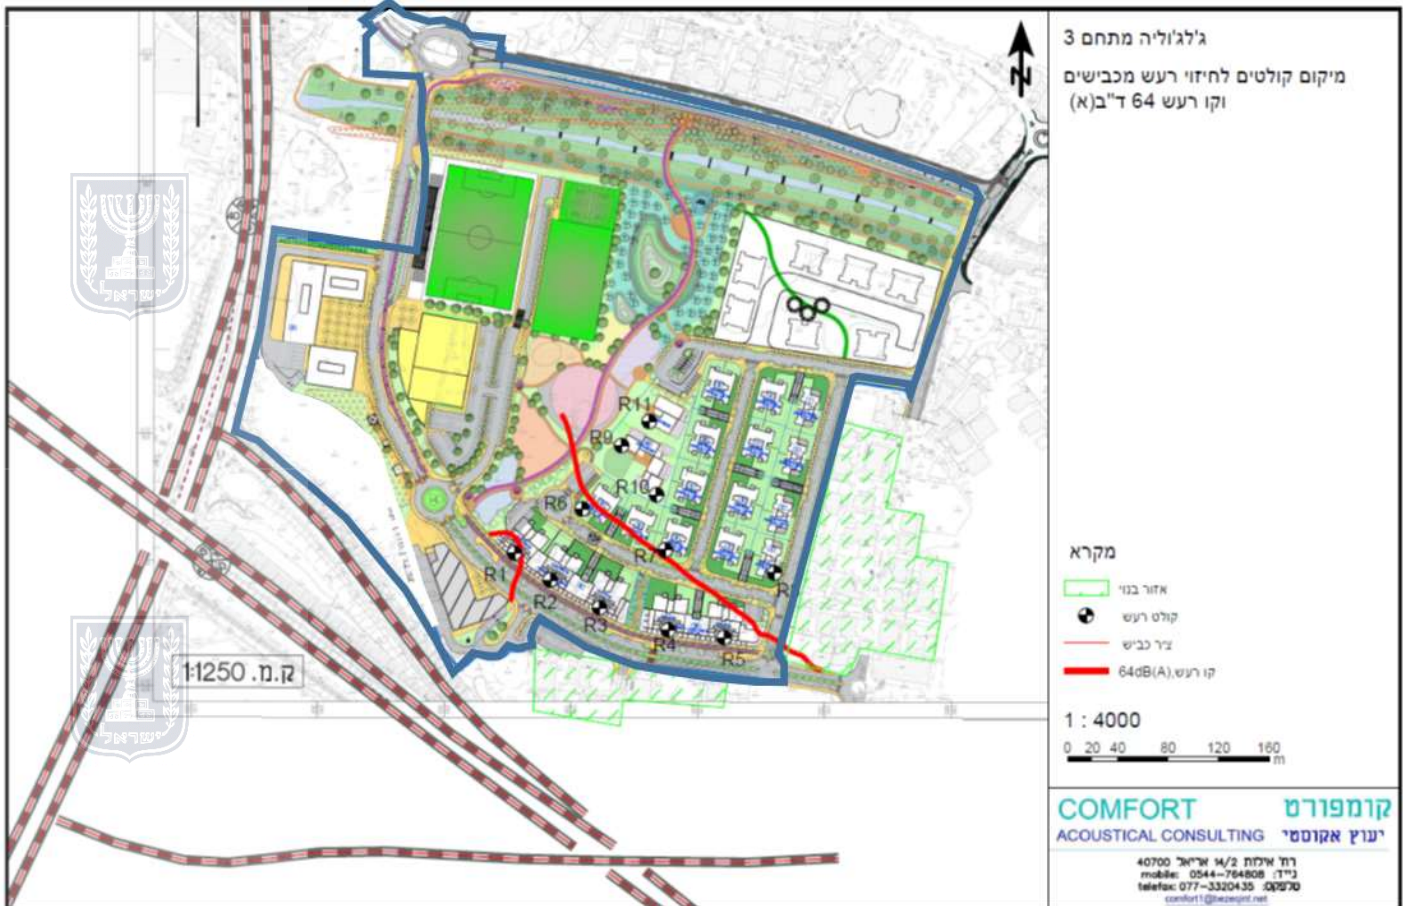 ג'לג'וליה מתחם 3
מיקום קולטים לחיזוי רעש מכבישים
וקו רעש 64 ד"ב(א)
N
ישראל
R11
R9
R10
R6
R7
R1
R2
R3
R4
R5
R
ק.מ. 1:1250
ישראל
מקרא
אזור בנוי
קולט רעש
ציר כביש
קו רעש,64dB(A)
1 : 4000
0 20 40 80 120 160
m
COMFORT קומפורט
ACOUSTICAL CONSULTING יעוץ אקוסטי
רח' אילות 14/2 אריאל 40700
mobile: 0544-764808 :נייד
telefax: 077-3320435 :טלפקס
comfort1@bezeqint.net